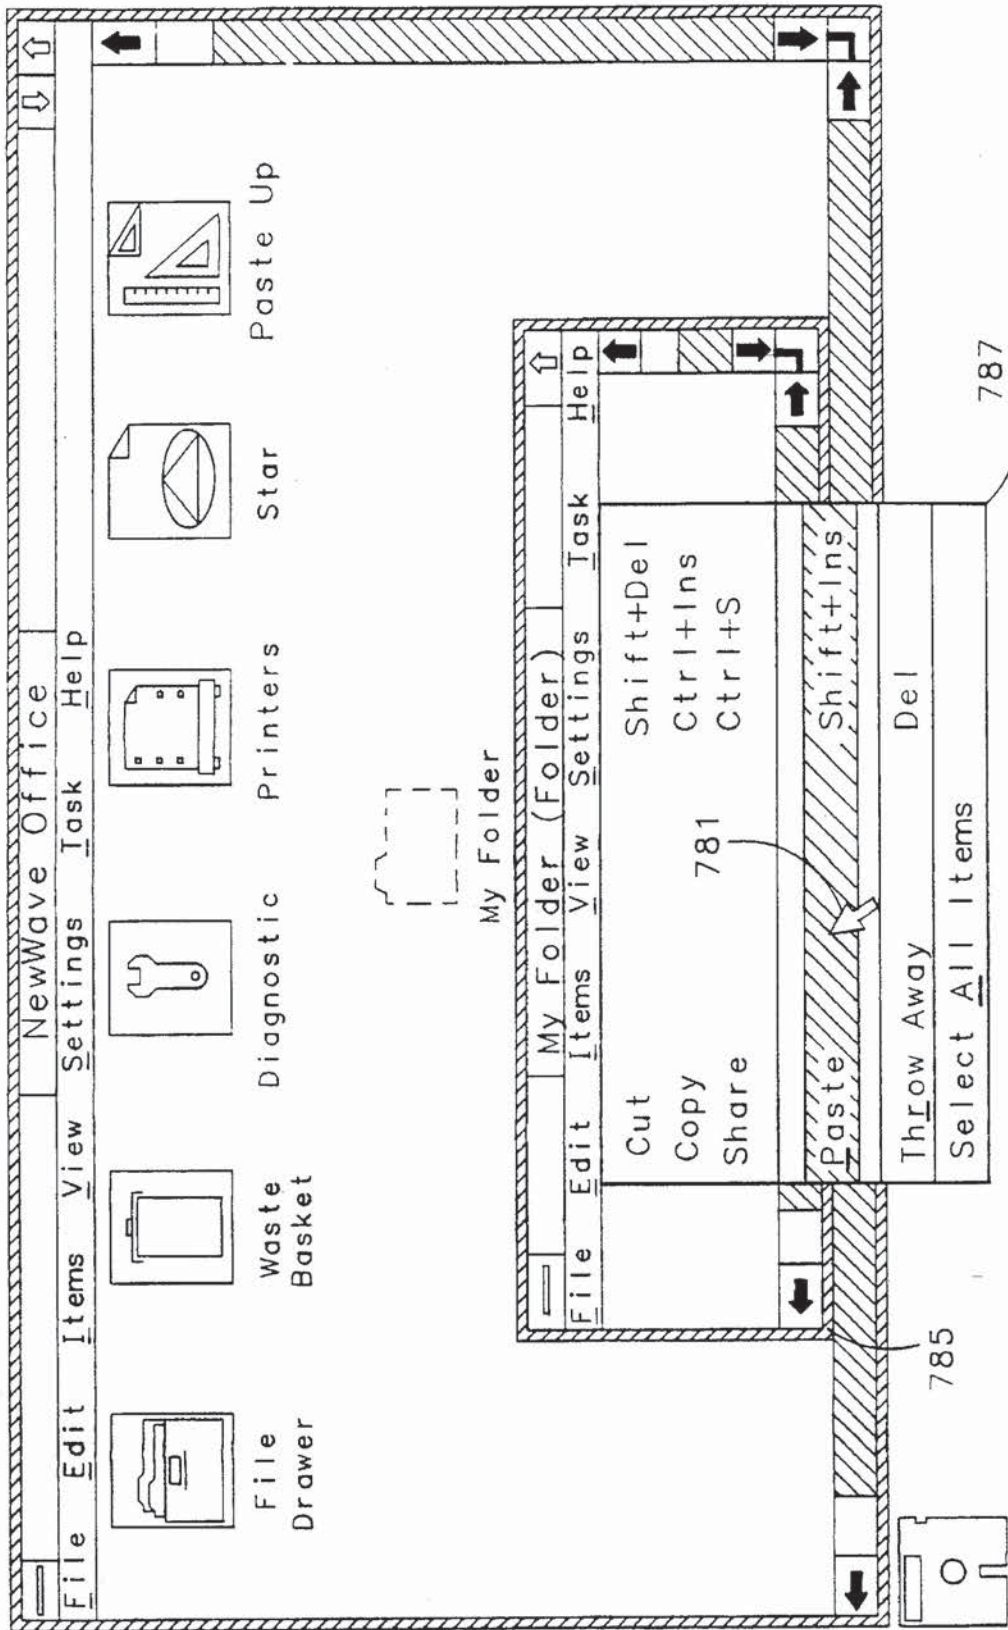 NewWave Office
File Edit Items View Settings Task Help
File
Drawer
Waste
Basket
Diagnostic
Printers
Star
Paste Up
My Folder
My Folder (Folder)
File Edit Items View Settings Task Help
Cut Shift+Del
Copy Ctrl+Ins
Share Ctrl+S
781
Paste Shift+Ins
Throw Away Del
Select All Items
785
787